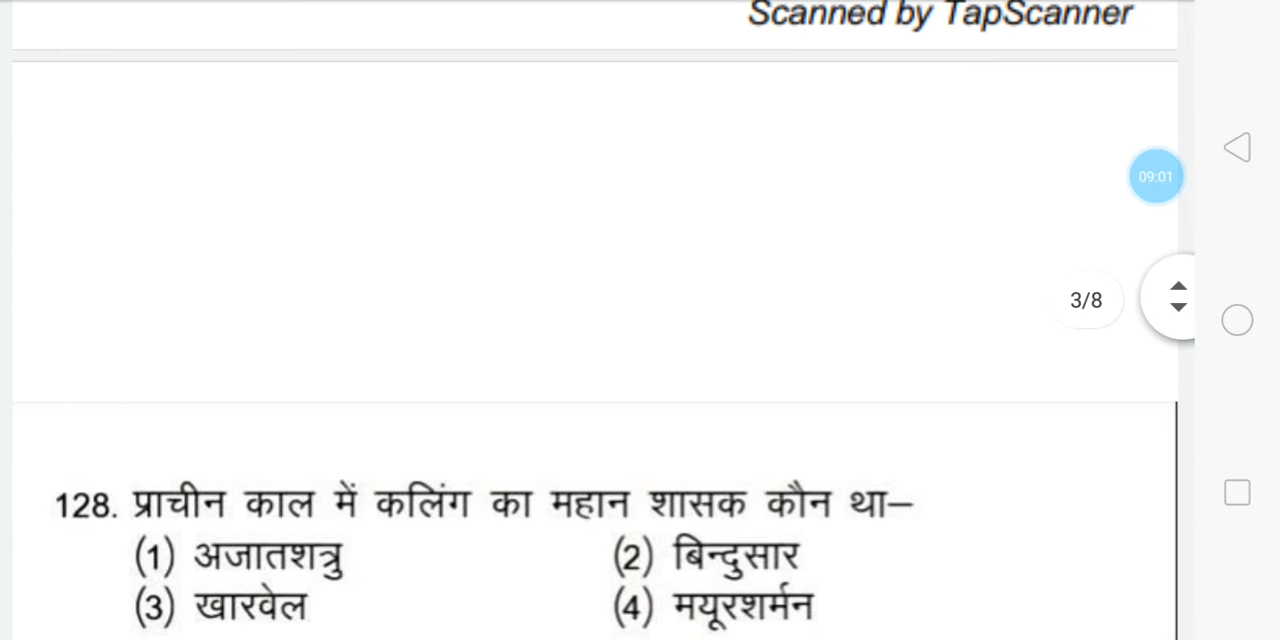 Scanned by TapScanner
09:01
3/8
128. प्राचीन काल में कलिंग का महान शासक कौन था–
(1) अजातशत्रु (2) बिन्दुसार
(3) खारवेल (4) मयूरशर्मन